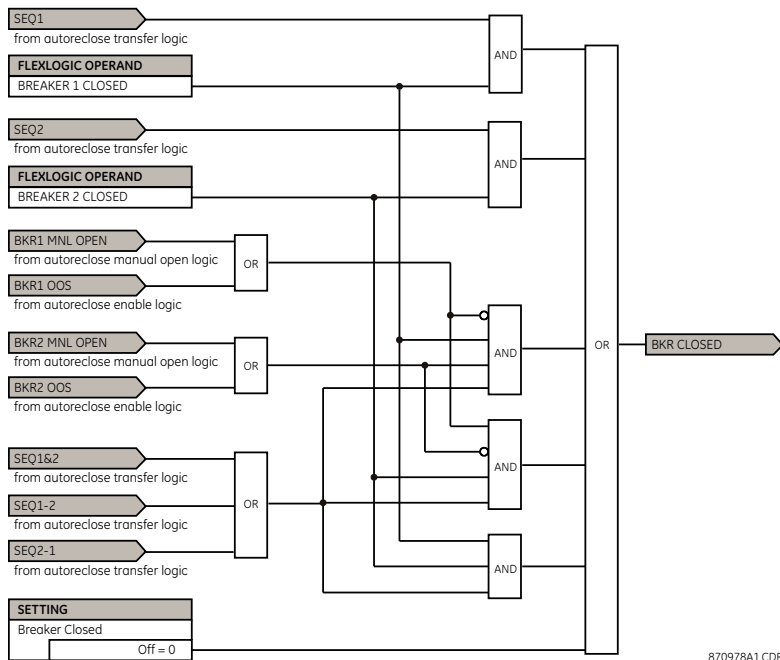 SEQ1
from autoreclose transfer logic
FLEXLOGIC OPERAND
BREAKER 1 CLOSED
AND
SEQ2
from autoreclose transfer logic
AND
FLEXLOGIC OPERAND
BREAKER 2 CLOSED
BKR1 MNL OPEN
from autoreclose manual open logic
OR
BKR1 OOS
from autoreclose enable logic
BKR2 MNL OPEN
from autoreclose manual open logic
OR
BKR2 OOS
from autoreclose enable logic
AND
OR
BKR CLOSED
SEQ1&2
from autoreclose transfer logic
AND
SEQ1-2
from autoreclose transfer logic
OR
SEQ2-1
from autoreclose transfer logic
AND
SETTING
Breaker Closed
Off = 0
870978A1.CDR